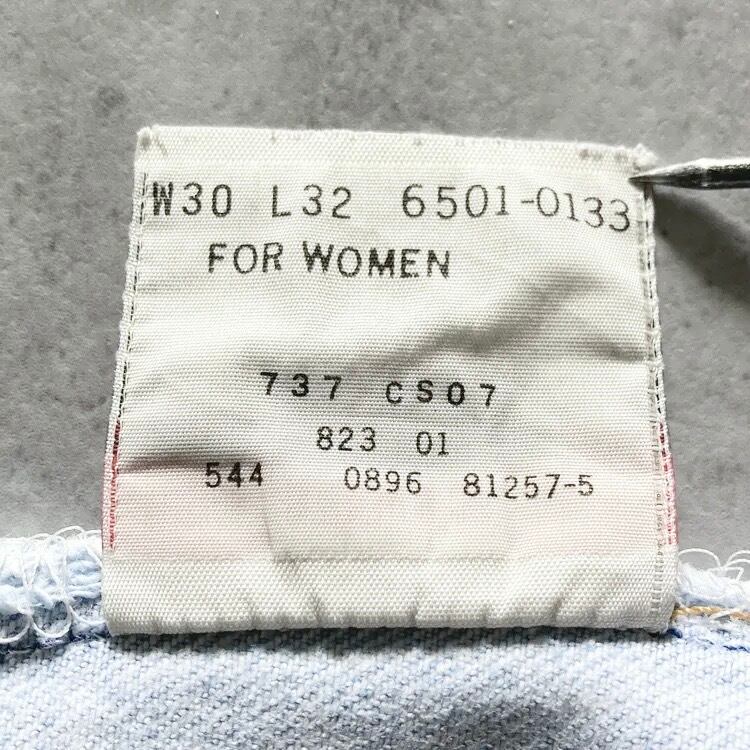 W30 L32 6501-0133
FOR WOMEN
737 CS07
823 01
544 0896 81257-5